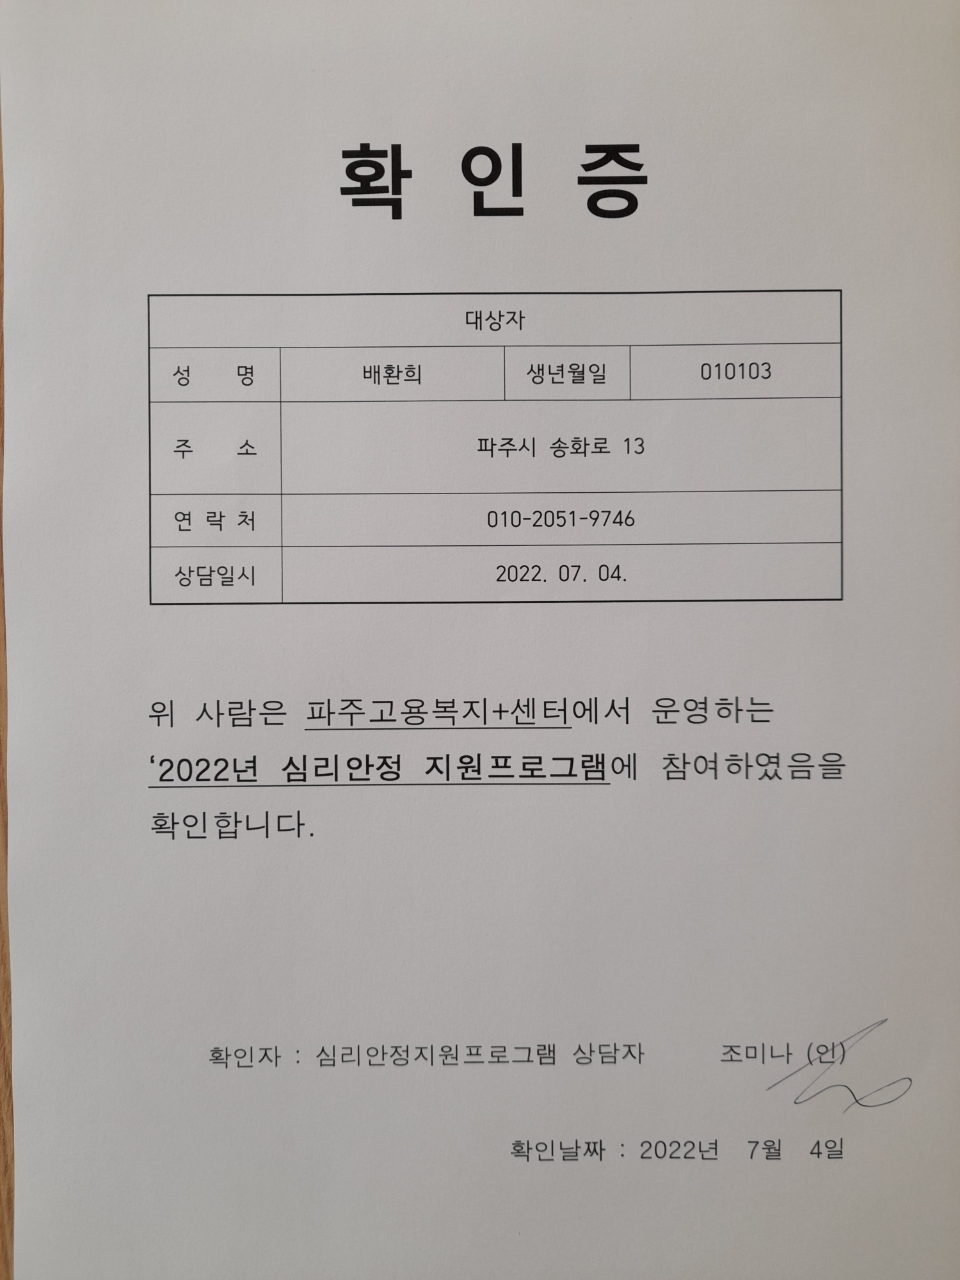 확 인 증
대상자
성 명 배환희 생년월일 010103
주 소 파주시 송화로 13
연 락 처 010-2051-9746
상담일시 2022. 07. 04.
위 사람은 파주고용복지+센터에서 운영하는
‘2022년 심리안정 지원프로그램에 참여하였음을
확인합니다.
확인자 : 심리안정지원프로그램 상담자 조미나 (인)
확인날짜 : 2022년 7월 4일